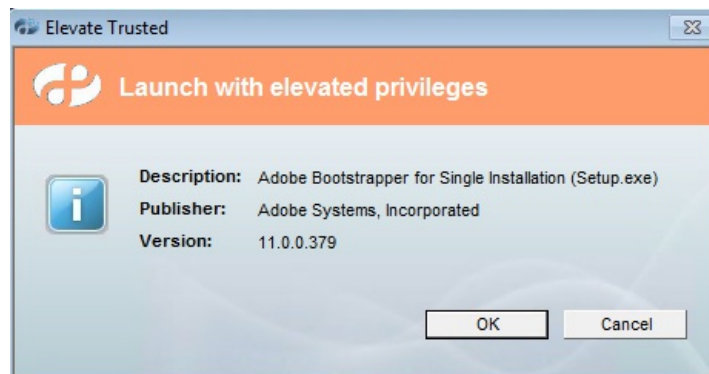 Elevate Trusted
Launch with elevated privileges
Description: Adobe Bootstrapper for Single Installation (Setup.exe)
Publisher: Adobe Systems, Incorporated
Version: 11.0.0.379
OK Cancel